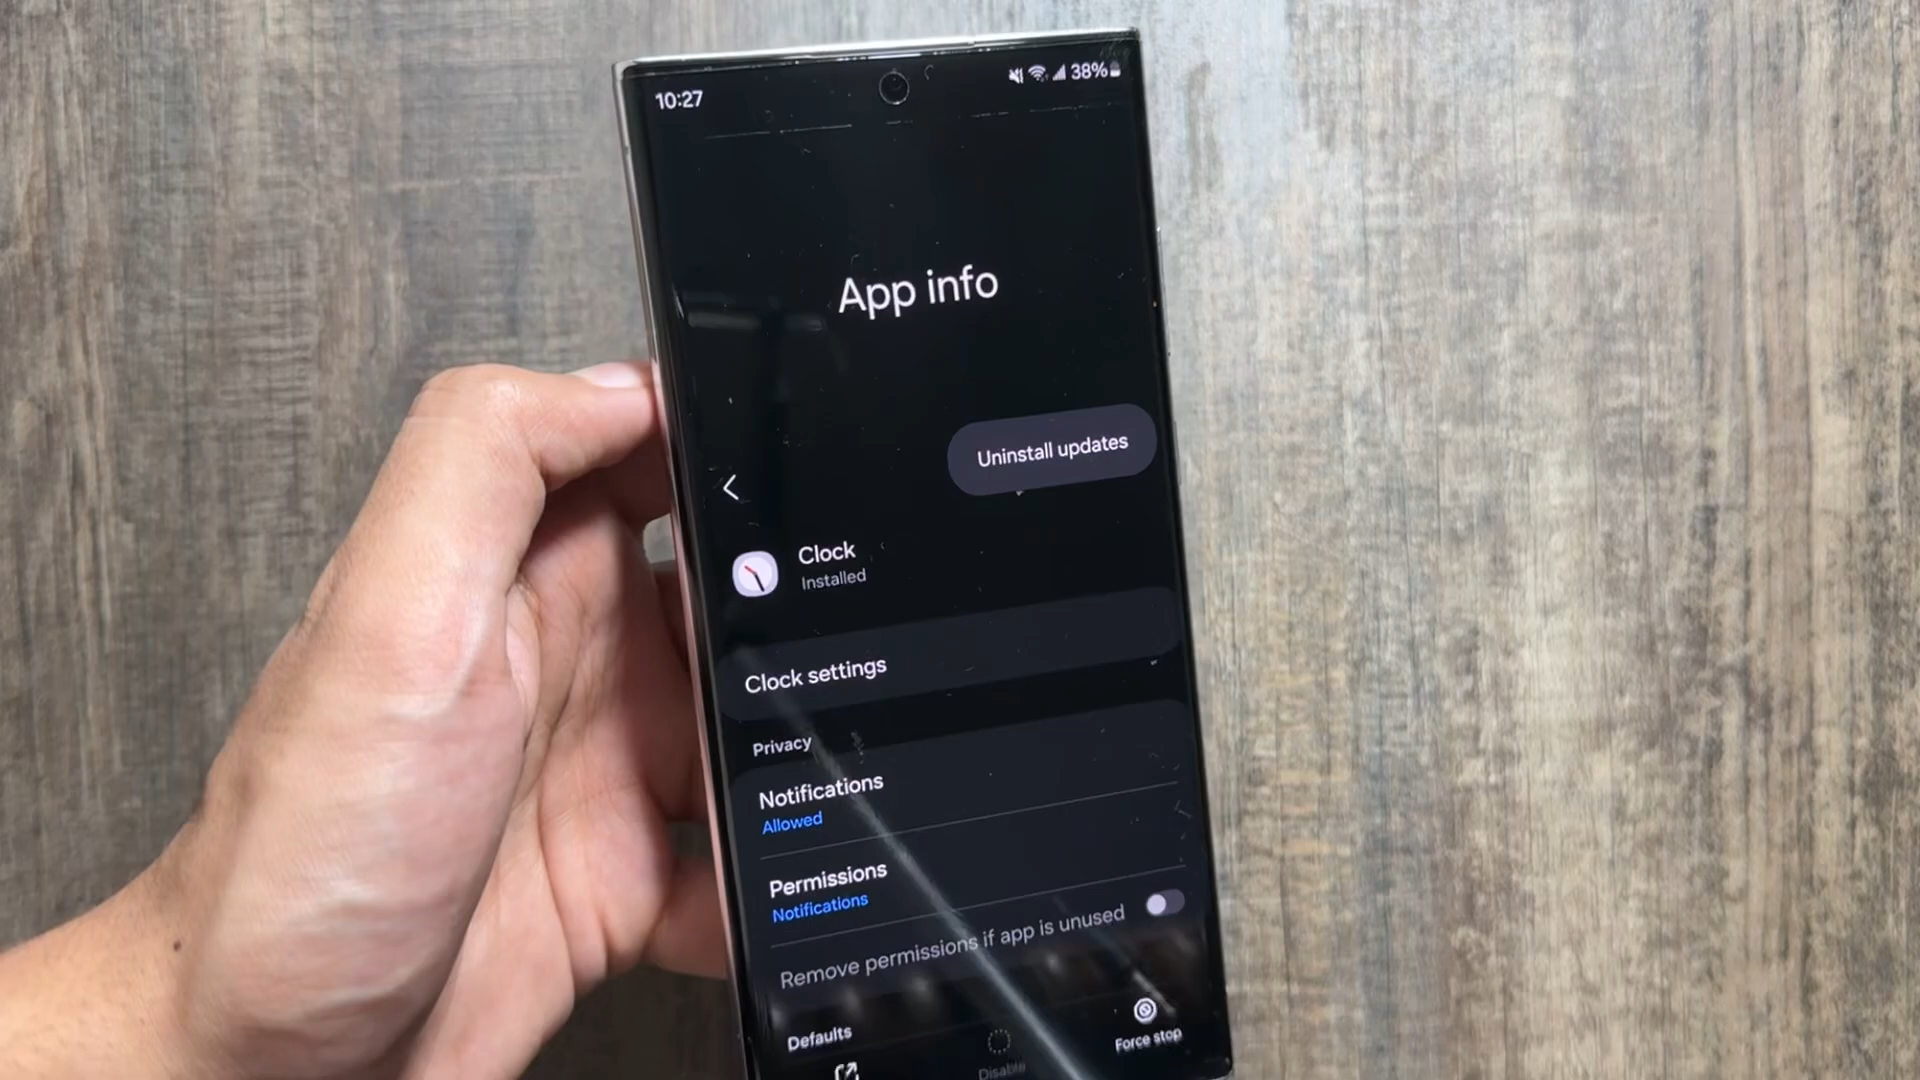 10:27
38%
App info
Uninstall updates
Clock
Installed
Clock settings
Privacy
Notifications
Allowed
Permissions
Notifications
Remove permissions if app is unused
Defaults
Disable
Force stop